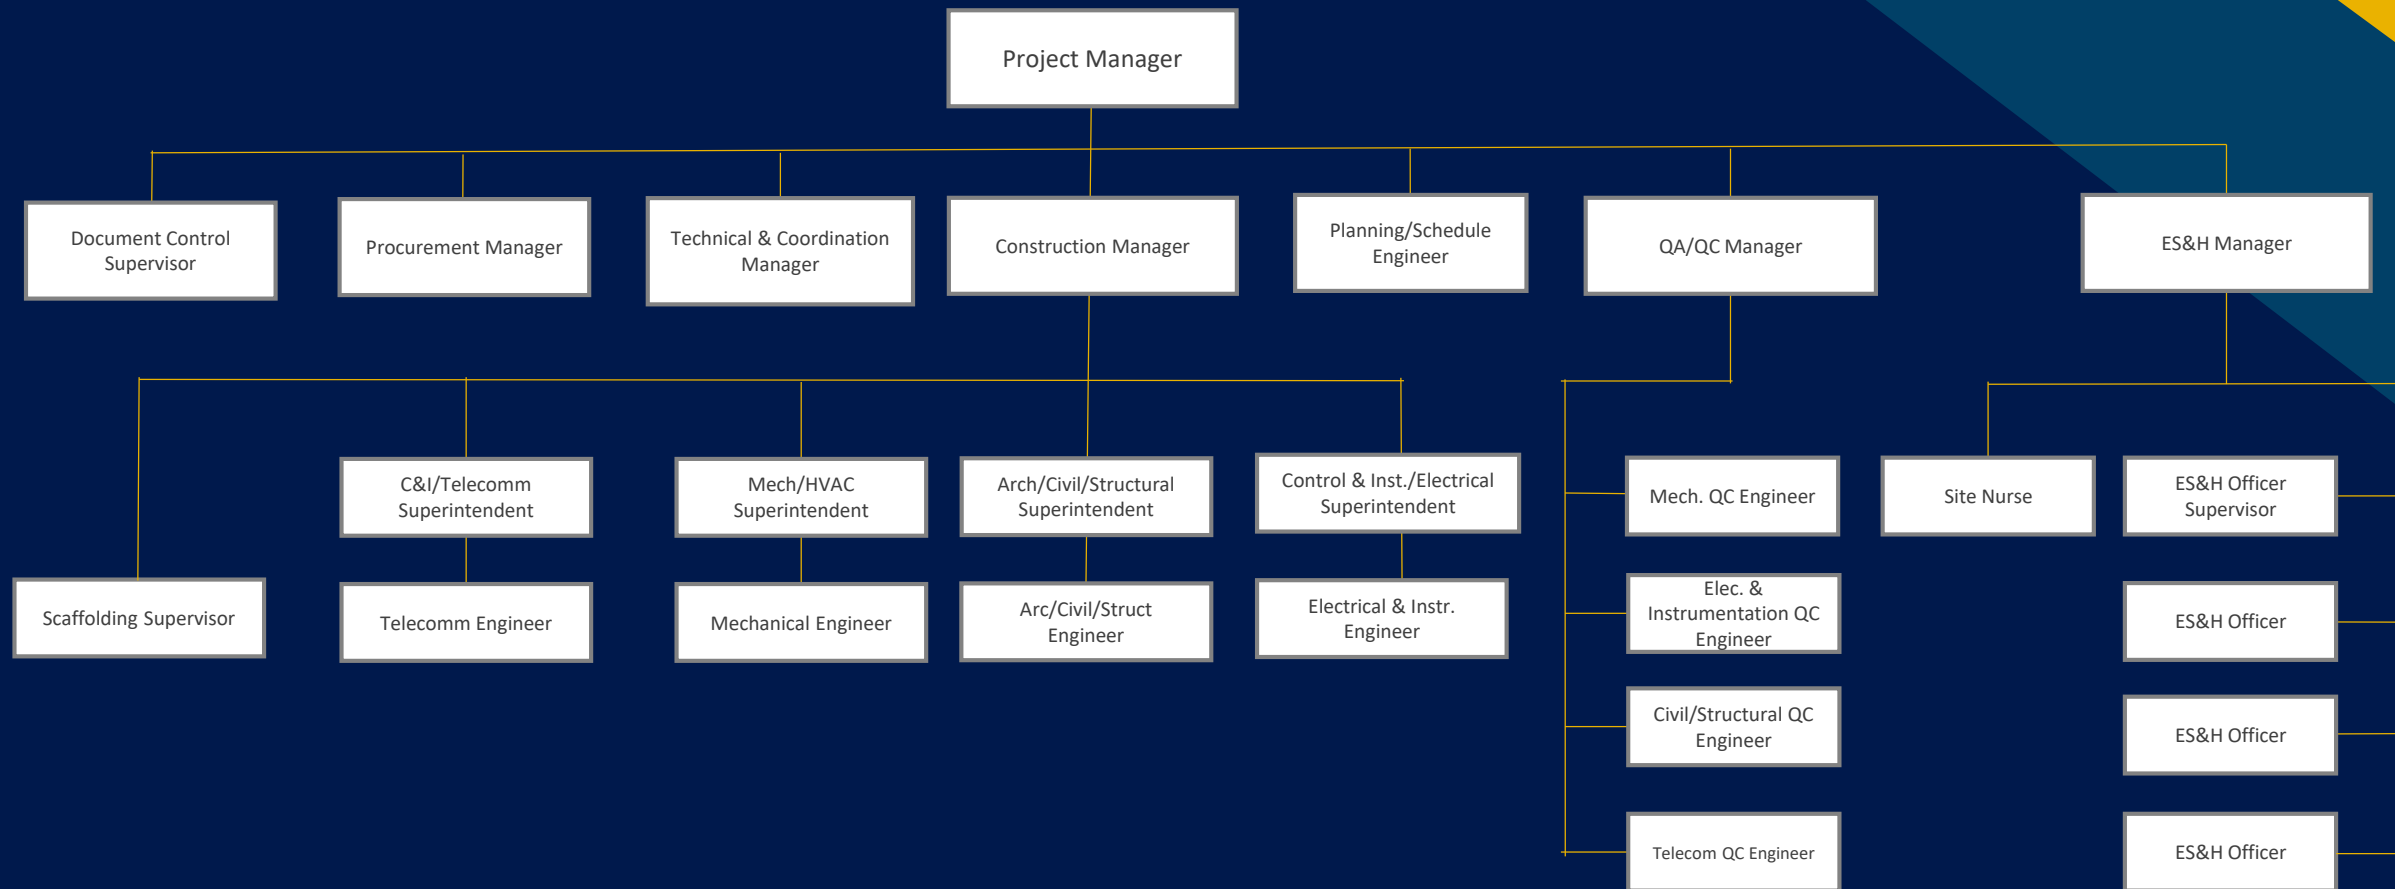 Project Manager
Document Control
Supervisor
Procurement Manager
Technical & Coordination
Manager
Construction Manager
Planning/Schedule
Engineer
QA/QC Manager
ES&H Manager
C&I/Telecomm
Superintendent
Mech/HVAC
Superintendent
Arch/Civil/Structural
Superintendent
Control & Inst./Electrical
Superintendent
Mech. QC Engineer
Site Nurse
ES&H Officer
Supervisor
Scaffolding Supervisor
Telecomm Engineer
Mechanical Engineer
Arc/Civil/Struct
Engineer
Electrical & Instr.
Engineer
Elec. &
Instrumentation QC
Engineer
ES&H Officer
Civil/Structural QC
Engineer
ES&H Officer
Telecom QC Engineer
ES&H Officer